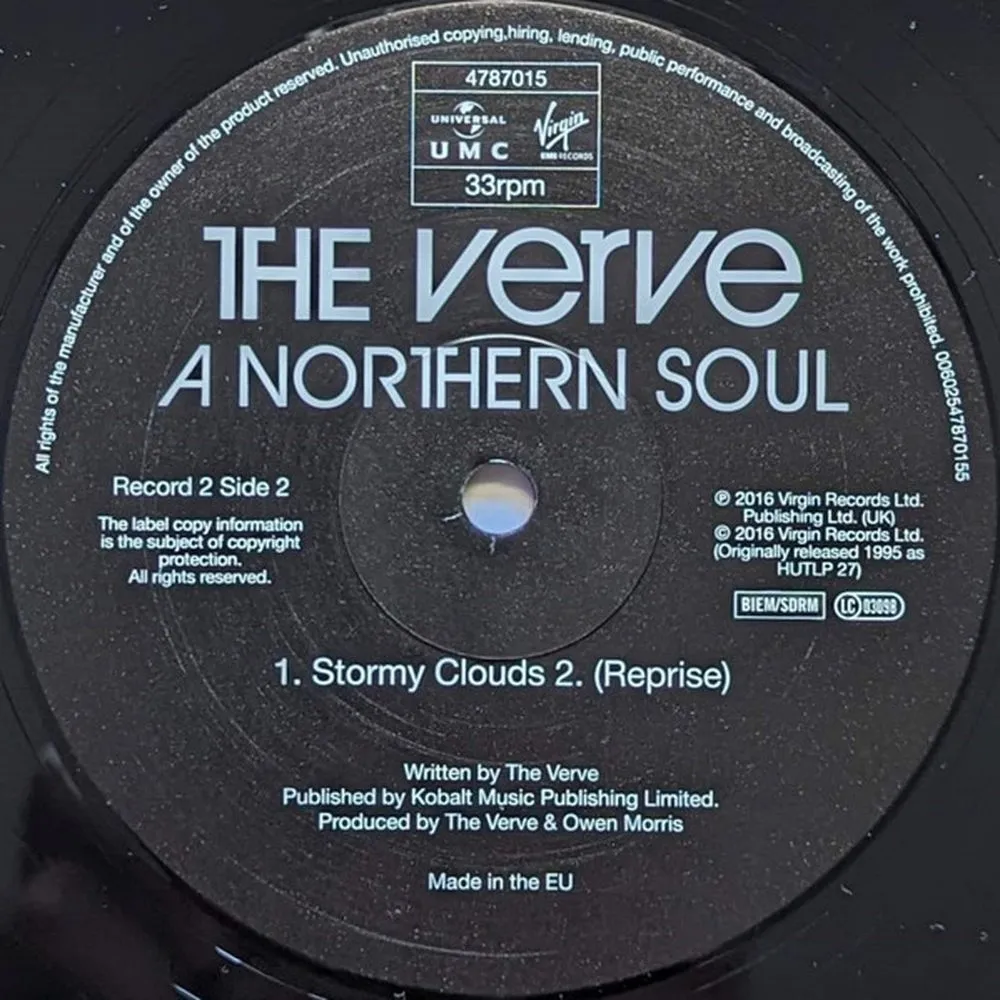 All rights of the manufacturer and of the owner of the product reserved. Unauthorised copying,hiring, lending, public performance and broadcasting of the work prohibited. 00602547870155
4787015
UNIVERSAL
UMC
Virgin
EMI RECORDS
33rpm
THE verve
A NORTHERN SOUL
Record 2 Side 2
The label copy information
is the subject of copyright
protection.
All rights reserved.
℗ 2016 Virgin Records Ltd.
Publishing Ltd. (UK)
© 2016 Virgin Records Ltd.
(Originally released 1995 as
HUTLP 27)
BIEM/SDRM
LC 03098
1. Stormy Clouds 2. (Reprise)
Written by The Verve
Published by Kobalt Music Publishing Limited.
Produced by The Verve & Owen Morris
Made in the EU